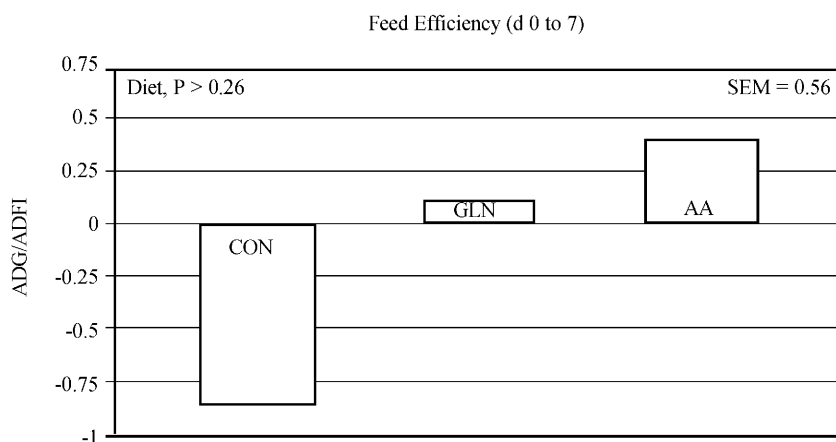 Feed Efficiency (d 0 to 7)
0.75
Diet, P > 0.26
SEM = 0.56
0.5
0.25
GLN
AA
0
CON
-0.25
-0.5
-0.75
-1
ADG/ADFI